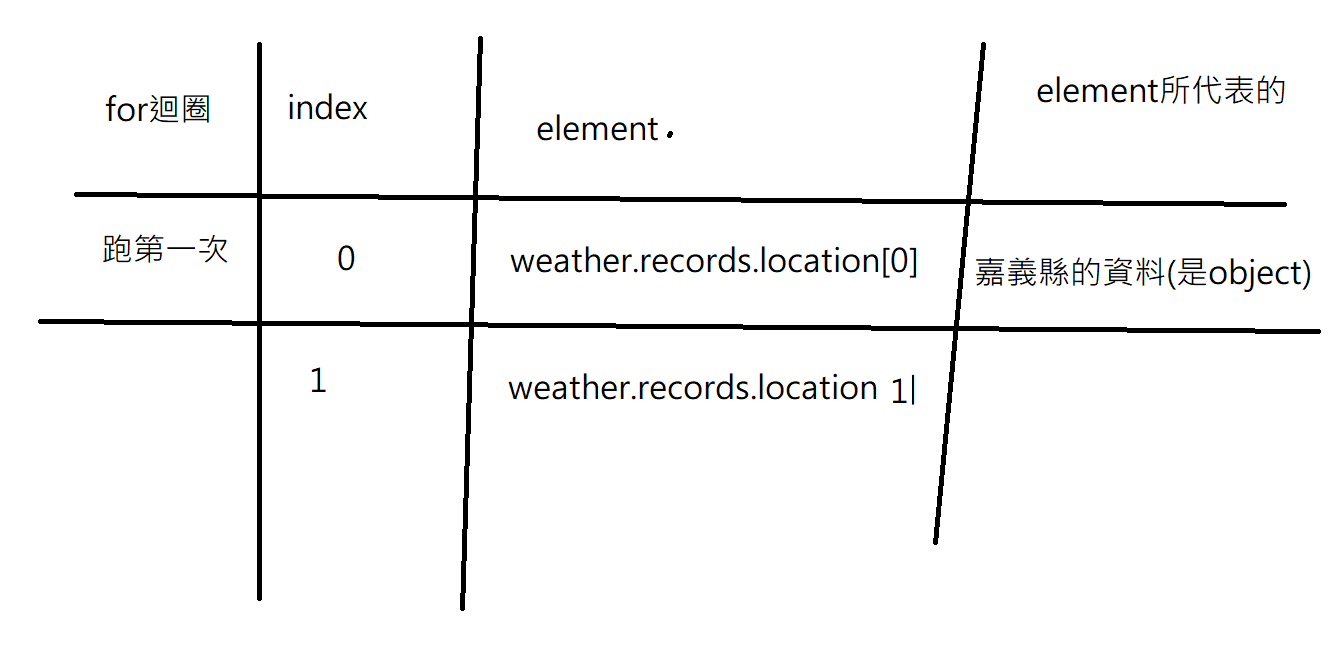 for迴圈
index
element
element所代表的
跑第一次
0
weather.records.location[0]
嘉義縣的資料(是object)
1
weather.records.location 1|